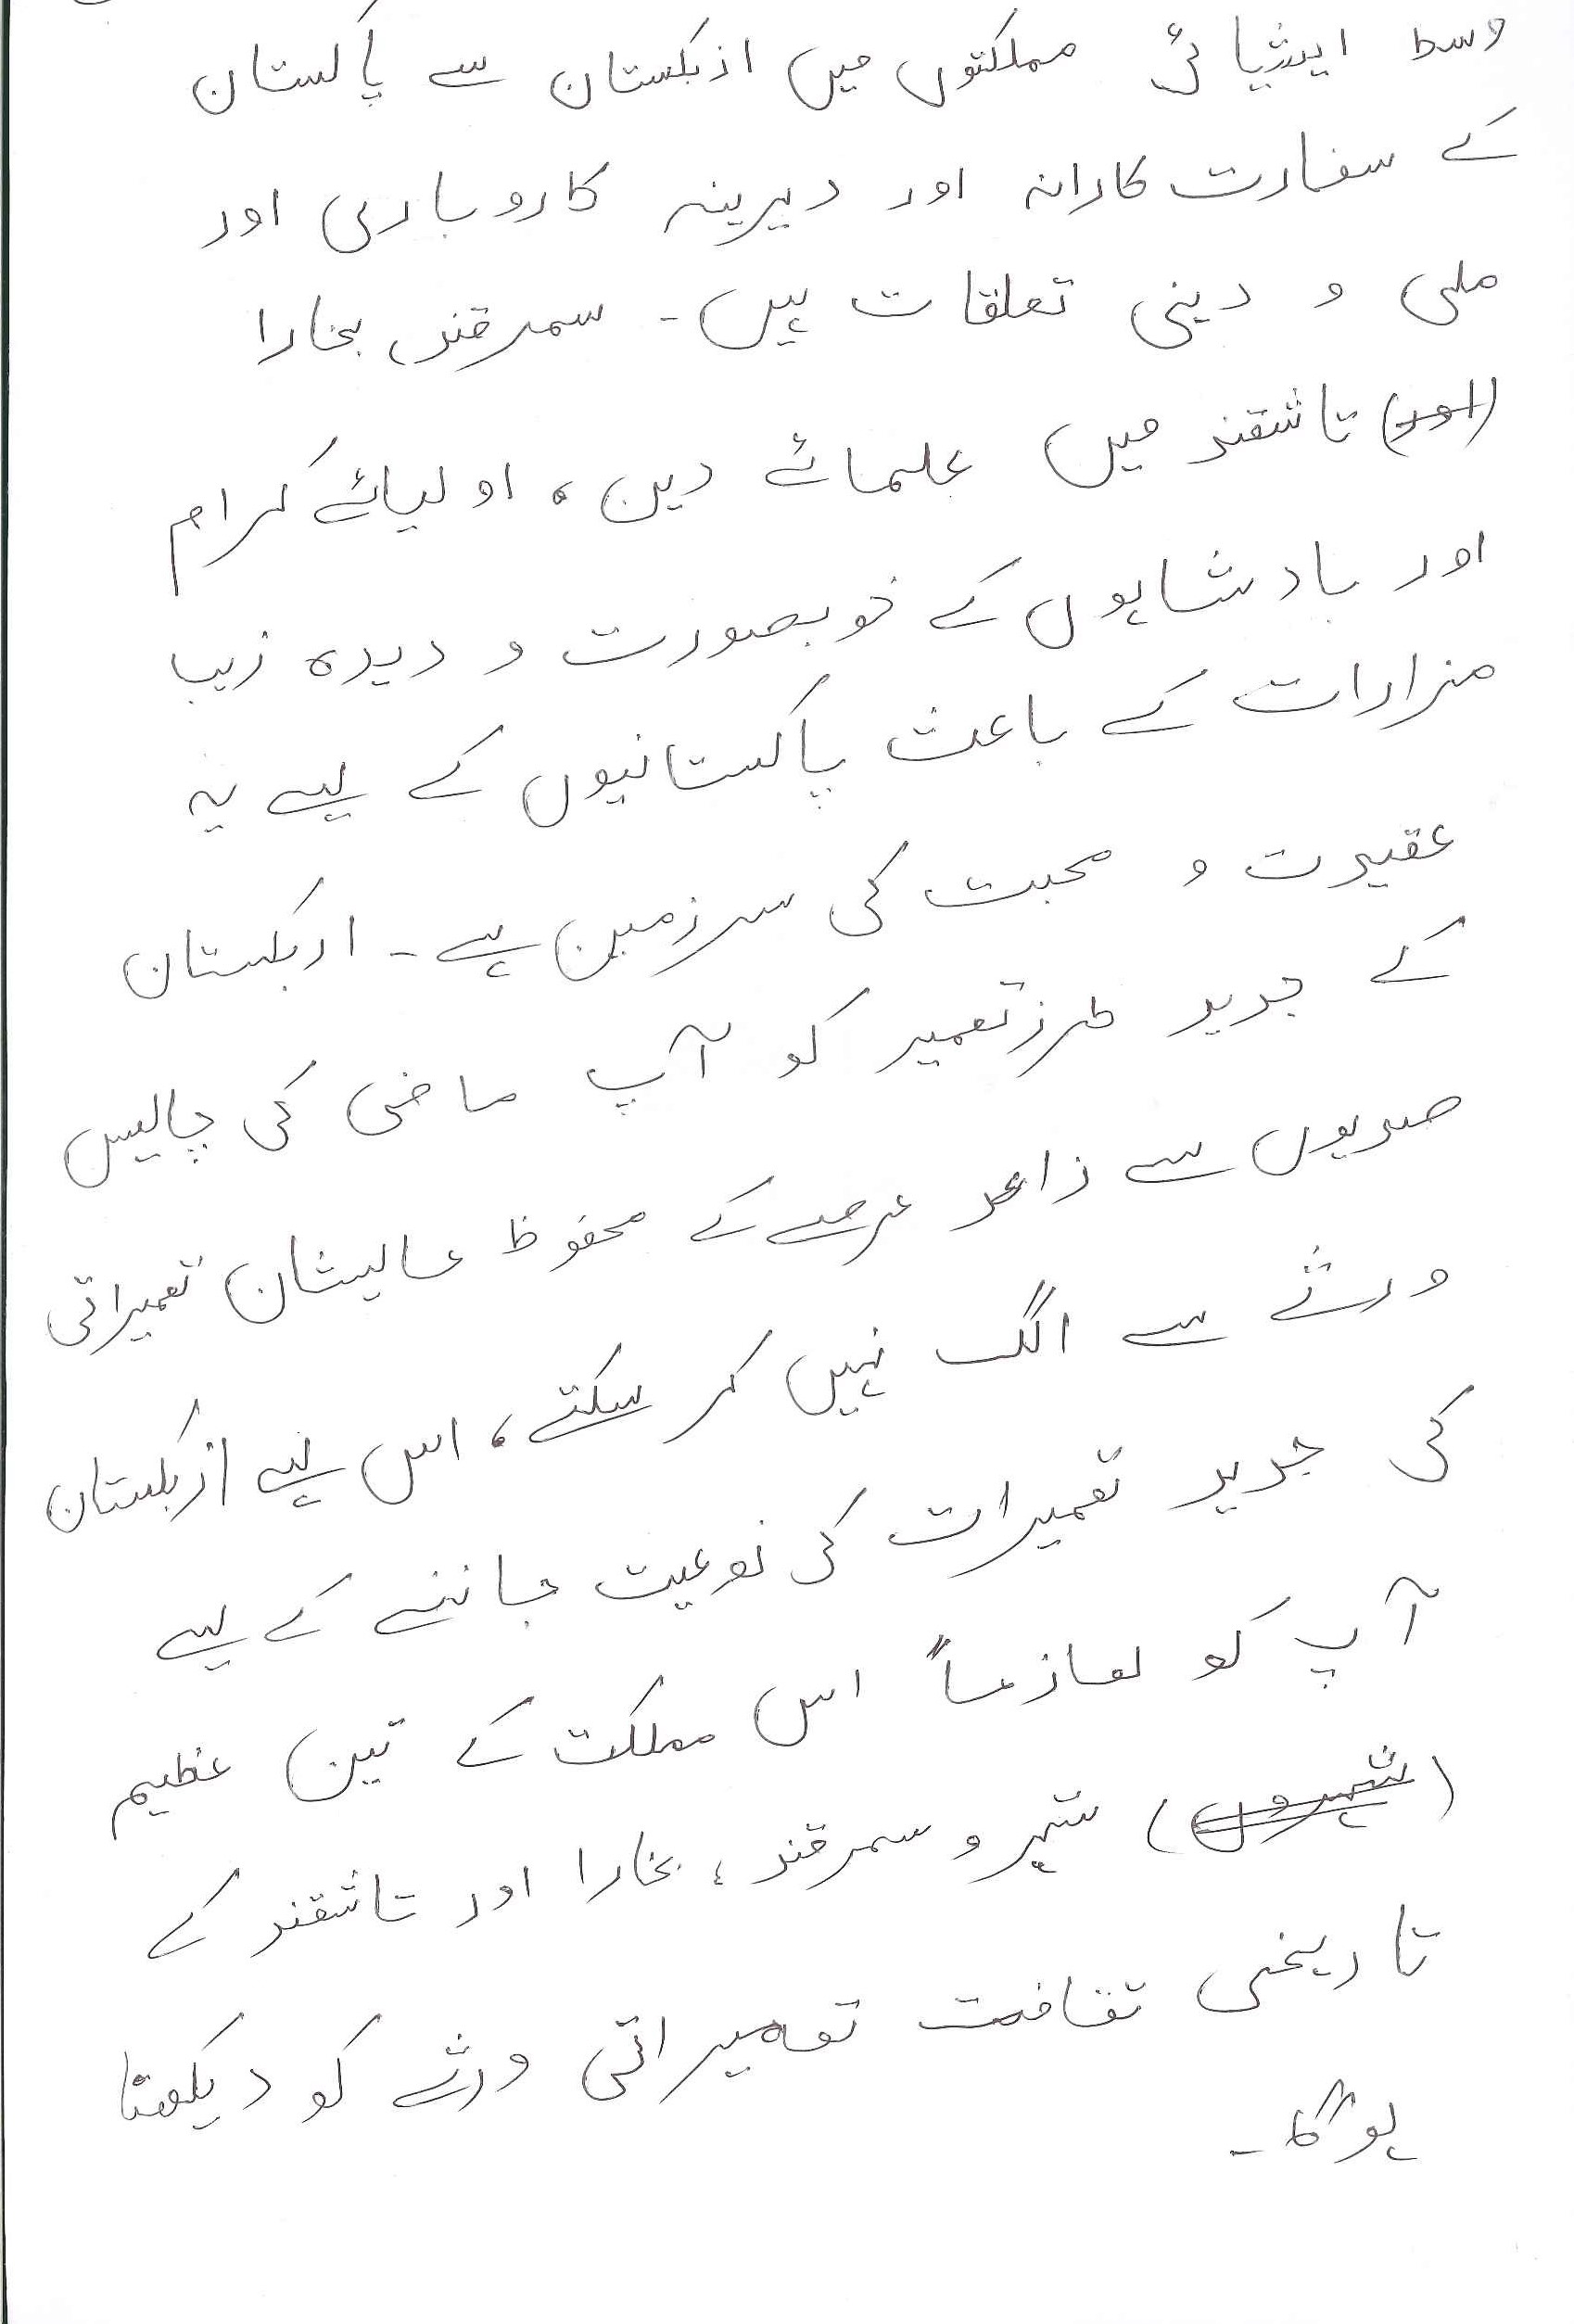 وسط ایشیائی مملکتوں میں ازبکستان سے پاکستان
کے سفارت کارانہ اور دیرینہ کاروباری اور
ملی و دینی تعلقات ہیں۔ سمرقند، بخارا
(اور) تاشقند میں علمائے دین، اولیائے کرام
اور بادشاہوں کے خوبصورت و دیدہ زیب
مزارات کے باعث پاکستانیوں کے لیے یہ
عقیدت و محبت کی سرزمین ہے۔ ازبکستان
کے جدید طرز تعمیر کو آپ ماضی کی چالیس
صدیوں سے زائد عرصے کے محفوظ عالیشان تعمیراتی
ورثے سے الگ نہیں کر سکتے، اس لیے ازبکستان
کی جدید تعمیرات کی نوعیت جاننے کے لیے
آپ کو لازماً اس مملکت کے تین عظیم
(شہروں) شہر و سمرقند، بخارا اور تاشقند کے
تاریخی ثقافت تعمیراتی ورثے کو دیکھنا
ہوگا۔